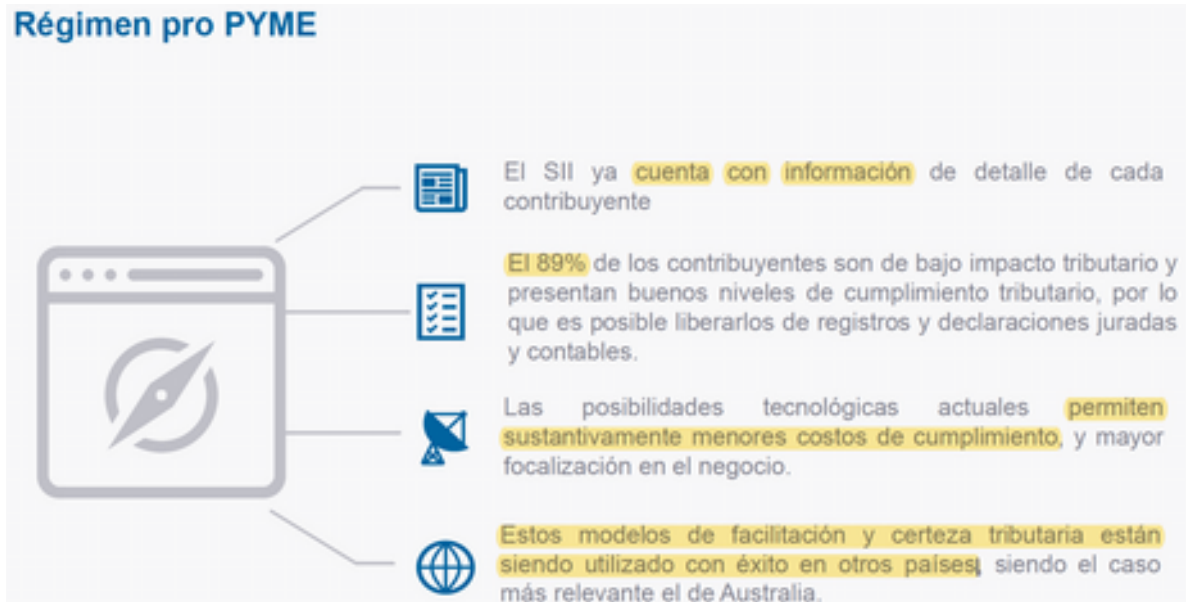 Régimen pro PYME
El SII ya cuenta con información de detalle de cada
contribuyente
El 89% de los contribuyentes son de bajo impacto tributario y
presentan buenos niveles de cumplimiento tributario, por lo
que es posible liberarlos de registros y declaraciones juradas
y contables.
Las posibilidades tecnológicas actuales permiten
sustantivamente menores costos de cumplimiento, y mayor
focalización en el negocio.
Estos modelos de facilitación y certeza tributaria están
siendo utilizado con éxito en otros países, siendo el caso
más relevante el de Australia.